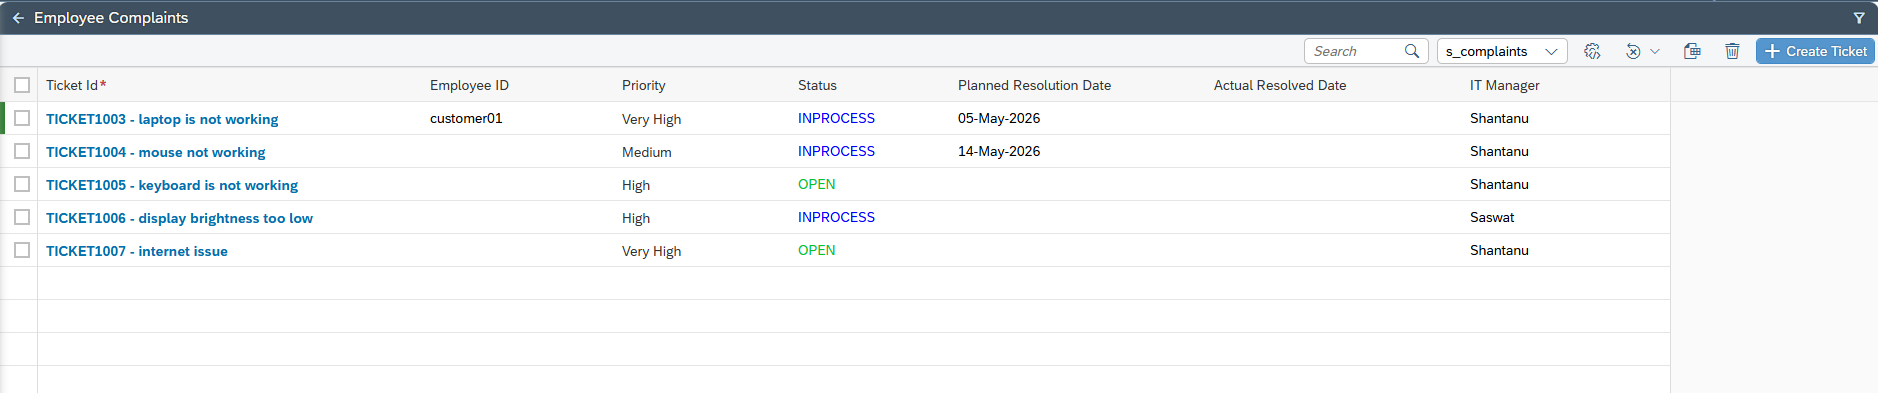 Employee Complaints
Search s_complaints Create Ticket
Ticket Id* Employee ID Priority Status Planned Resolution Date Actual Resolved Date IT Manager
TICKET1003 - laptop is not working customer01 Very High INPROCESS 05-May-2026 Shantanu
TICKET1004 - mouse not working Medium INPROCESS 14-May-2026 Shantanu
TICKET1005 - keyboard is not working High OPEN Shantanu
TICKET1006 - display brightness too low High INPROCESS Saswat
TICKET1007 - internet issue Very High OPEN Shantanu